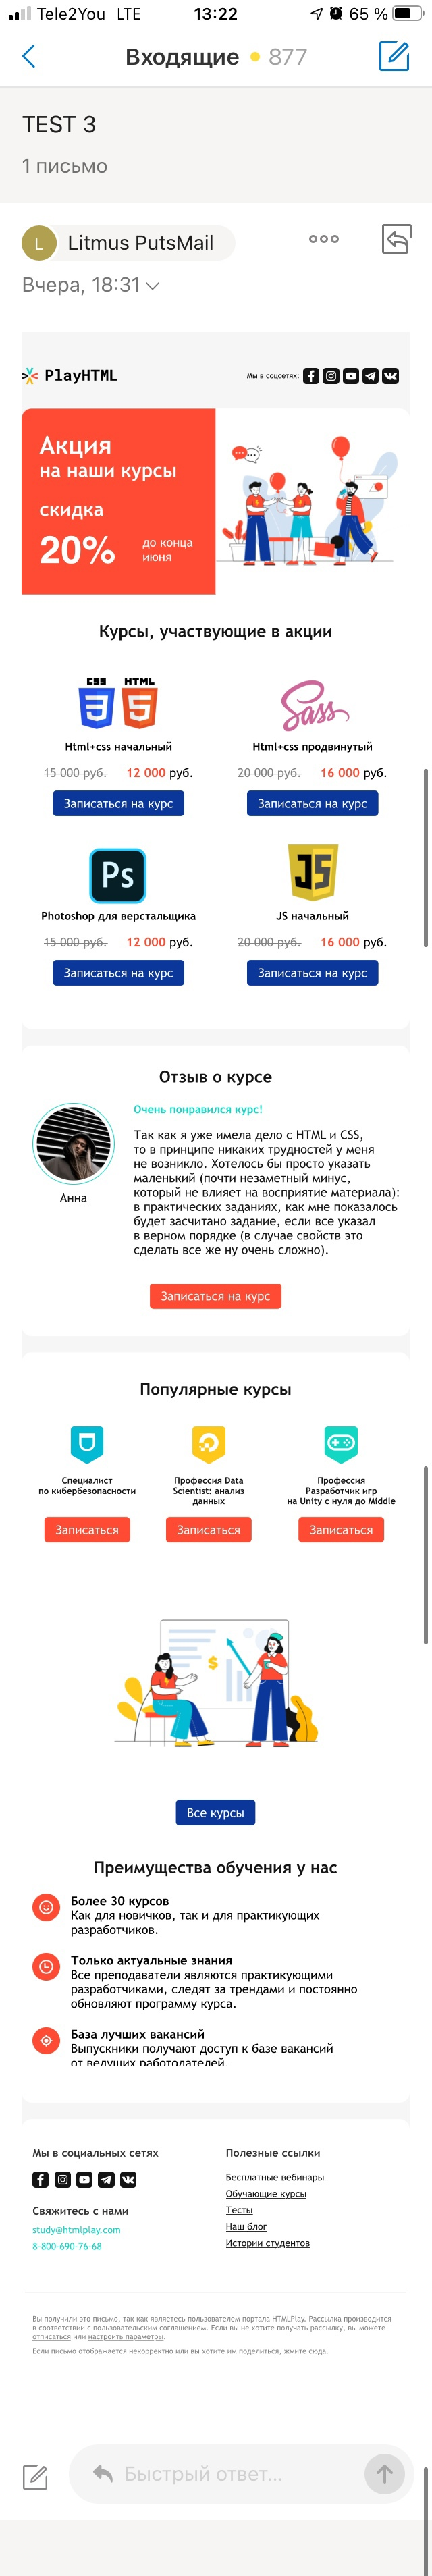 Tele2You LTE 13:22 65 %
Входящие 877
TEST 3
1 письмо
L Litmus PutsMail
Вчера, 18:31
PlayHTML Мы в соцсетях:
Акция
на наши курсы
скидка
20% до конца
июня
Курсы, участвующие в акции
CSS HTML
3 5 Sass
Html+css начальный Html+css продвинутый
15 000 руб. 12 000 руб. 20 000 руб. 16 000 руб.
Записаться на курс Записаться на курс
Ps JS
Photoshop для верстальщика JS начальный
15 000 руб. 12 000 руб. 20 000 руб. 16 000 руб.
Записаться на курс Записаться на курс
Отзыв о курсе
Очень понравился курс!
Так как я уже имела дело с HTML и CSS,
то в принципе никаких трудностей у меня
не возникло. Хотелось бы просто указать
маленький (почти незаметный минус,
который не влияет на восприятие материала):
в практических заданиях, как мне показалось
будет засчитано задание, если все указал
в верном порядке (в случае свойств это
сделать все же ну очень сложно).
Анна
Записаться на курс
Популярные курсы
Специалист
по кибербезопасности
Профессия Data
Scientist: анализ
данных
Профессия
Разработчик игр
на Unity с нуля до Middle
Записаться Записаться Записаться
$
Все курсы
Преимущества обучения у нас
Более 30 курсов
Как для новичков, так и для практикующих
разработчиков.
Только актуальные знания
Все преподаватели являются практикующими
разработчиками, следят за трендами и постоянно
обновляют программу курса.
База лучших вакансий
Выпускники получают доступ к базе вакансий
от ведущих работодателей
Мы в социальных сетях
Свяжитесь с нами
study@htmlplay.com
8-800-690-76-68
Полезные ссылки
Бесплатные вебинары
Обучающие курсы
Тесты
Наш блог
Истории студентов
Вы получили это письмо, так как являетесь пользователем портала HTMLPlay. Рассылка производится
в соответствии с пользовательским соглашением. Если вы не хотите получать рассылку, вы можете
отписаться или настроить параметры.
Если письмо отображается некорректно или вы хотите им поделиться, жмите сюда.
Быстрый ответ...